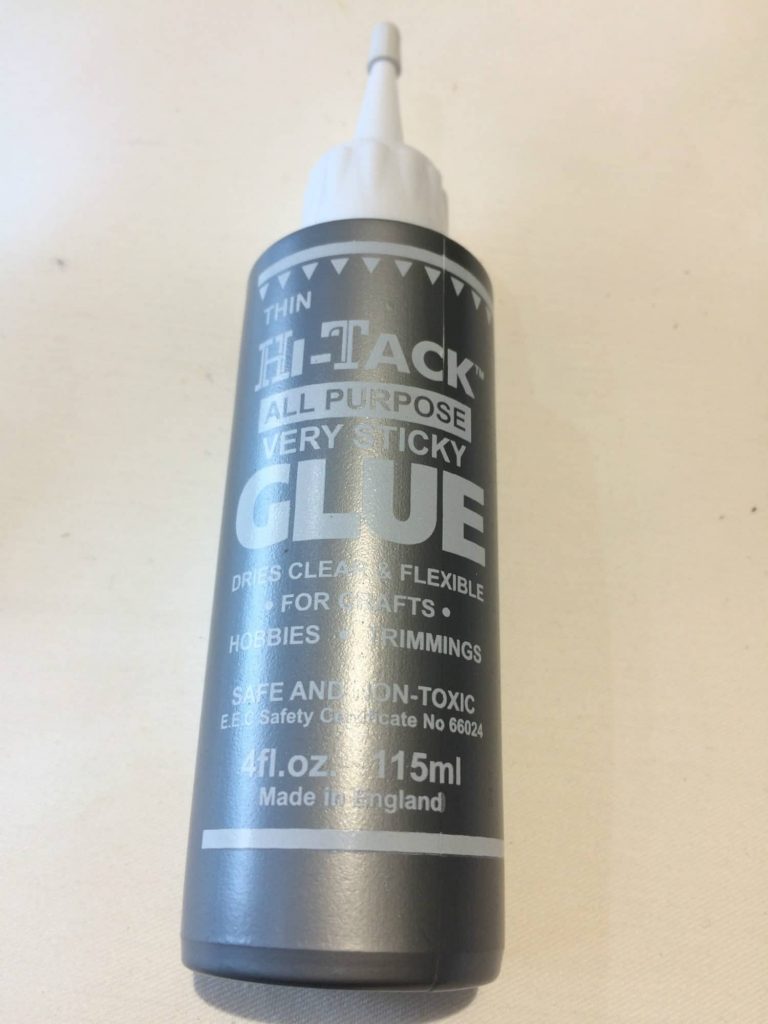 THIN
HI-TACK™
ALL PURPOSE
VERY STICKY
GLUE
DRIES CLEAR & FLEXIBLE
• FOR CRAFTS •
HOBBIES • TRIMMINGS
SAFE AND NON-TOXIC
E.E.C Safety Certificate No 66024
4fl.oz. - 115ml
Made in England